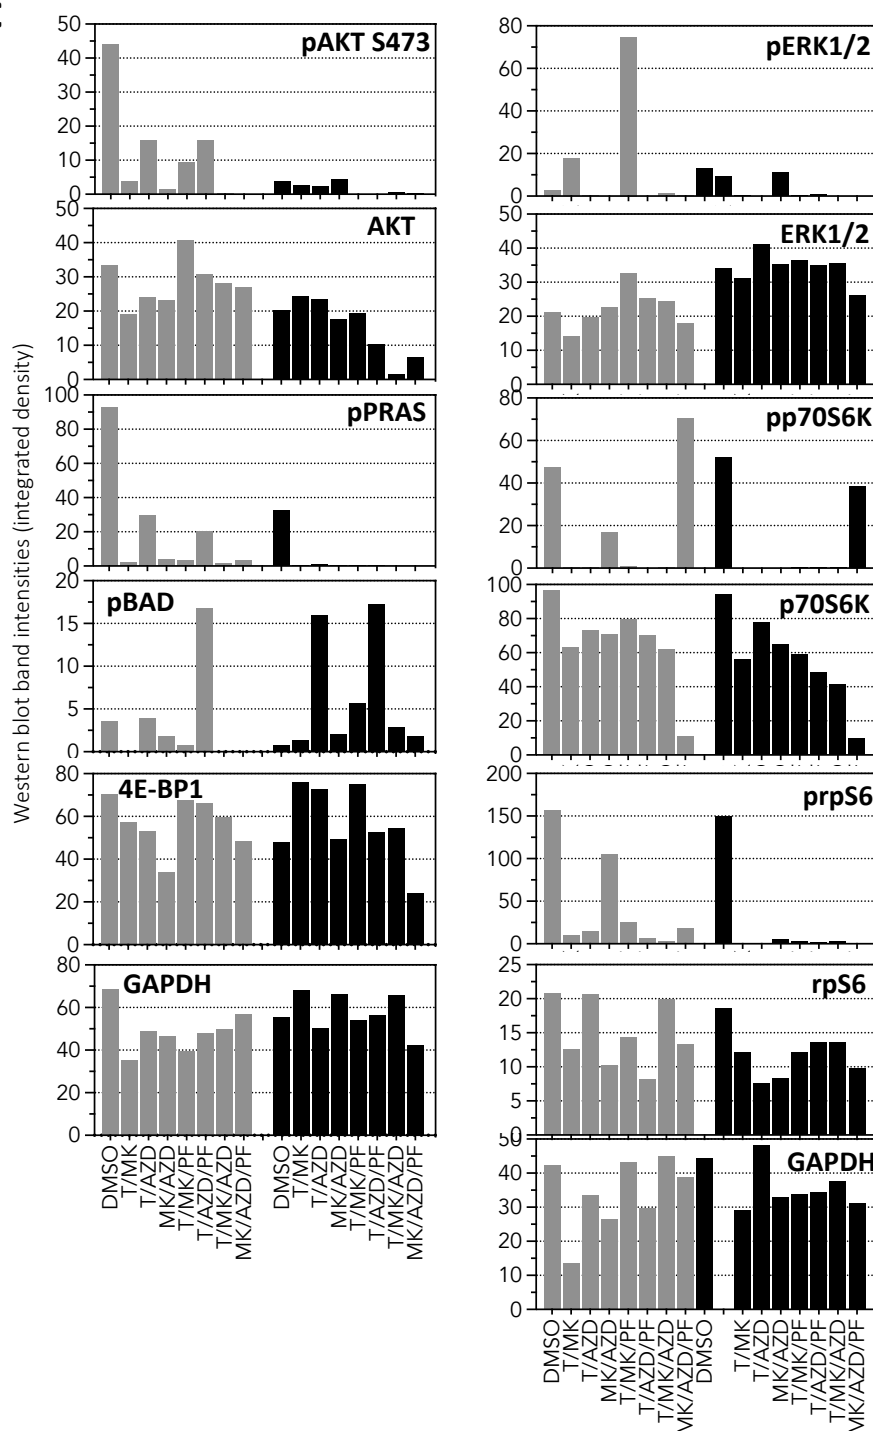 Western blot band intensities (integrated density)
pAKT S473
50
40
30
20
10
0
AKT
50
40
30
20
10
0
pPRAS
100
80
60
40
20
0
pBAD
20
15
10
5
0
4E-BP1
80
60
40
20
0
GAPDH
80
60
40
20
0
DMSO
T/MK
T/AZD
MK/AZD
T/MK/PF
T/AZD/PF
T/MK/AZD
MK/AZD/PF
DMSO
T/MK
T/AZD
MK/AZD
T/MK/PF
T/AZD/PF
T/MK/AZD
MK/AZD/PF
pERK1/2
80
60
40
20
0
ERK1/2
50
40
30
20
10
0
pp70S6K
80
60
40
20
0
p70S6K
100
80
60
40
20
0
prpS6
200
150
100
50
0
rpS6
25
20
15
10
5
0
GAPDH
50
40
30
20
10
0
DMSO
T/MK
T/AZD
MK/AZD
T/MK/PF
T/AZD/PF
T/MK/AZD
MK/AZD/PF
DMSO
T/MK
T/AZD
MK/AZD
T/MK/PF
T/AZD/PF
T/MK/AZD
MK/AZD/PF